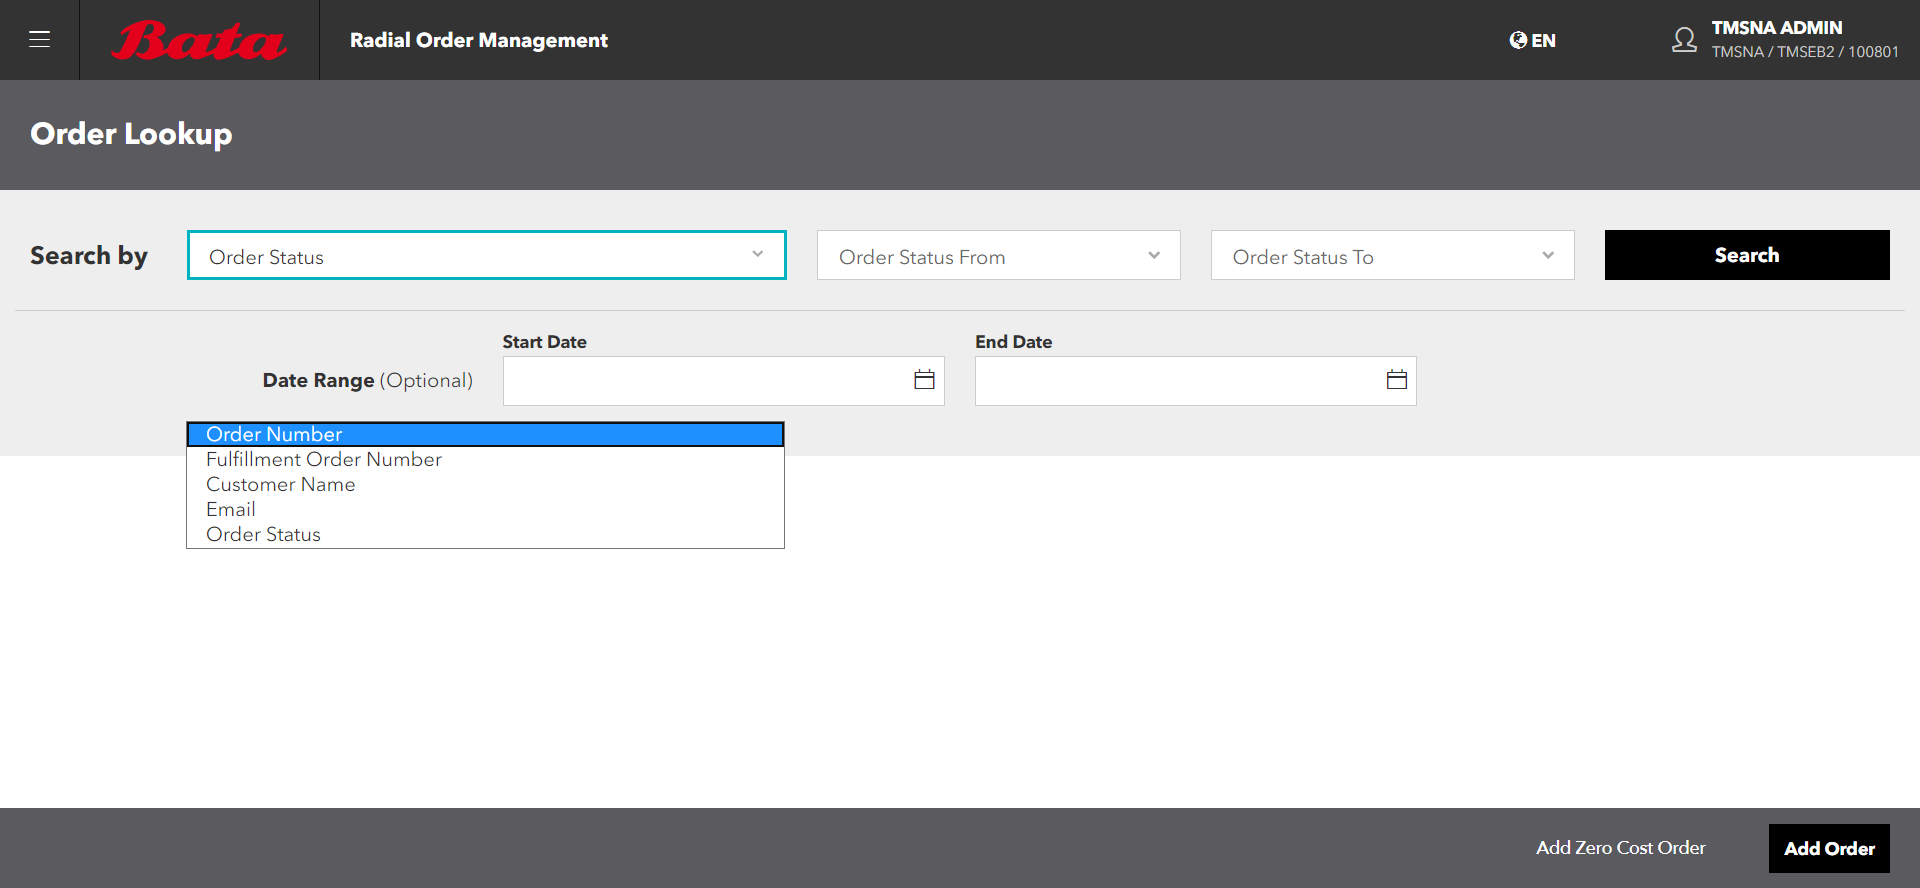 Bata
Radial Order Management
EN
TMSNA ADMIN
TMSNA / TMSEB2 / 100801
Order Lookup
Search by
Order Status
Order Status From
Order Status To
Search
Start Date
End Date
Date Range (Optional)
Order Number
Fulfillment Order Number
Customer Name
Email
Order Status
Add Zero Cost Order
Add Order